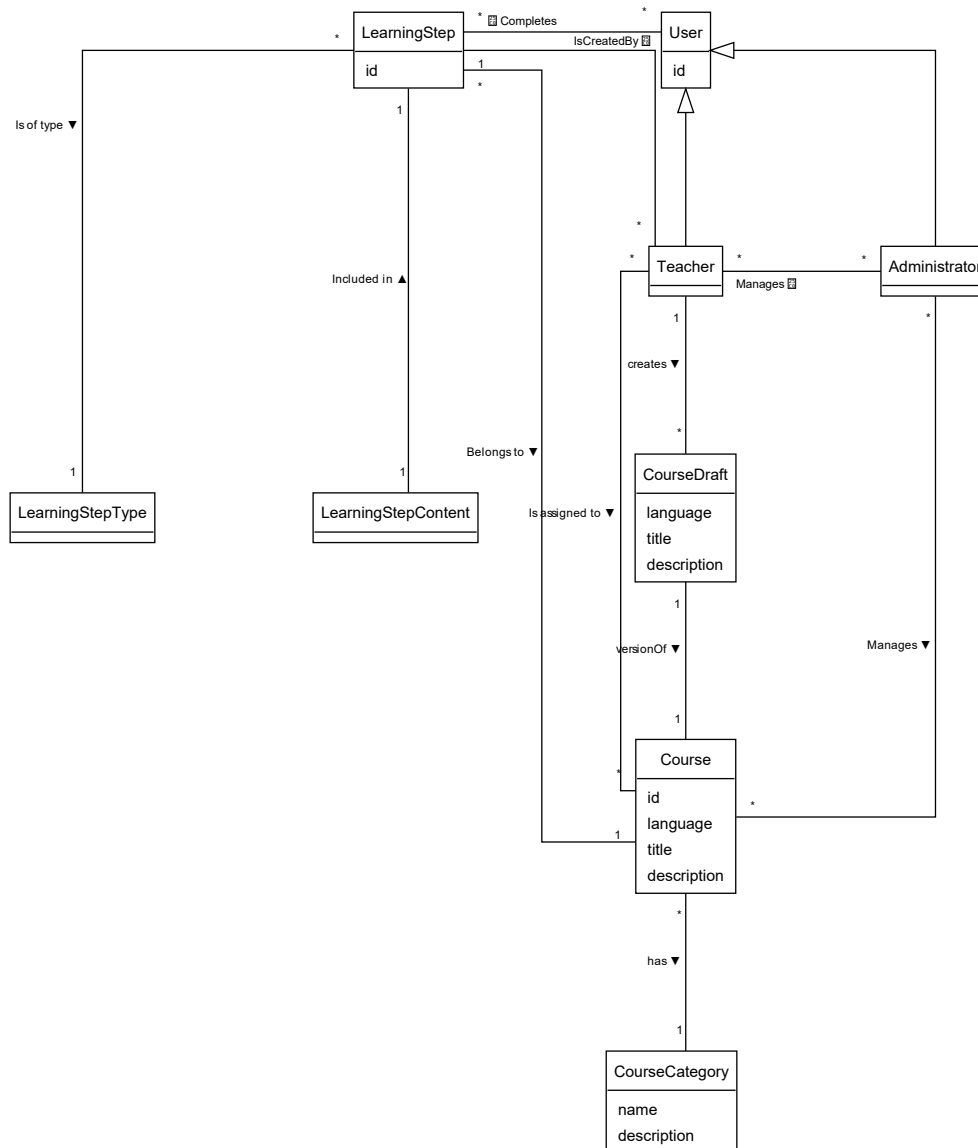 * Completes *
LearningStep
User
IsCreatedBy
*
id
1
*
id
1
Is of type ▼
Included in ▲
*
*
Teacher
*
*
Administrator
Manages
1
*
creates ▼
*
Belongs to ▼
CourseDraft
1
LearningStepType
1
LearningStepContent
language
title
description
Is assigned to ▼
1
versionOf ▼
Manages ▼
1
Course
*
id
language
title
description
*
1
*
has ▼
1
CourseCategory
name
description